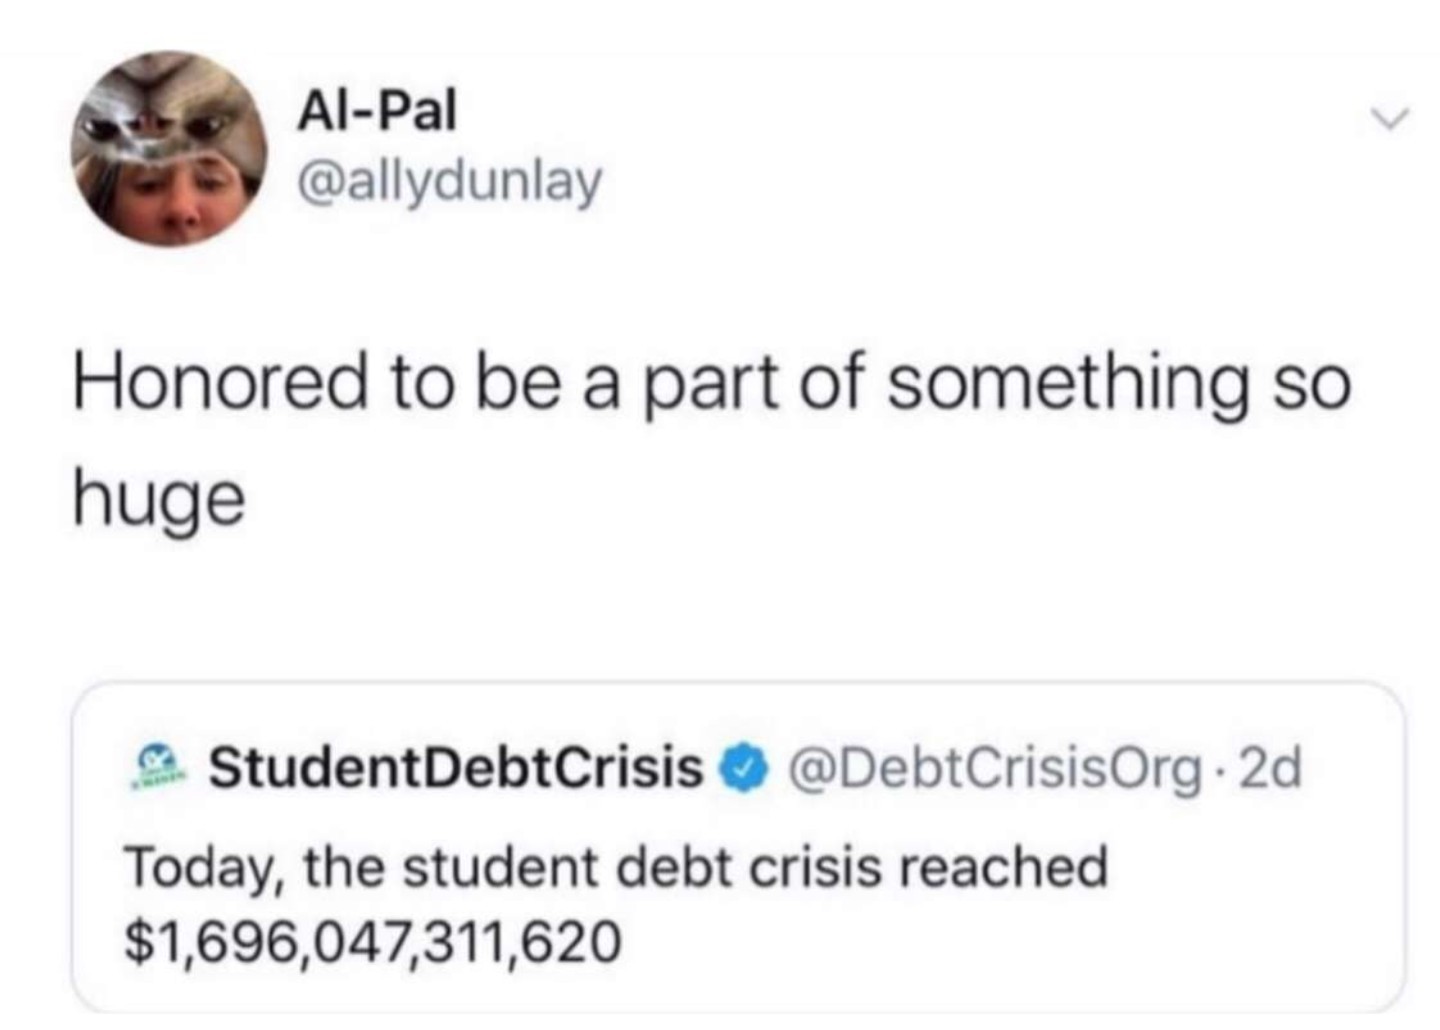 Al-Pal
@allydunlay
Honored to be a part of something so
huge
StudentDebtCrisis @DebtCrisisOrg · 2d
Today, the student debt crisis reached
$1,696,047,311,620